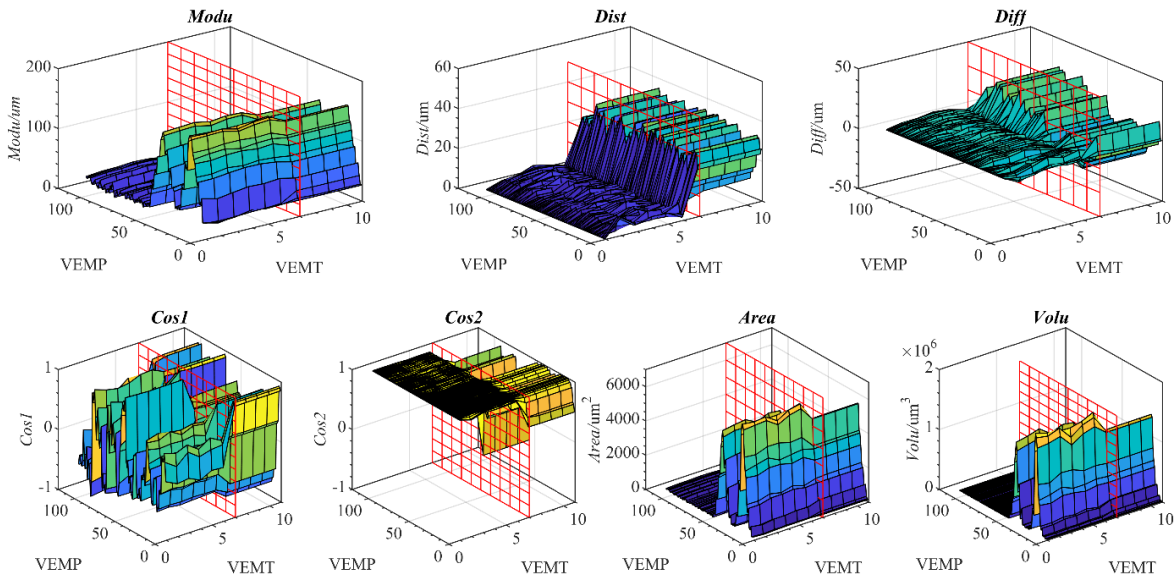 Modu
Dist
Diff
200
100
0
Modu/um
100
50
0
VEMP
0
5
10
VEMT
60
40
20
0
Dist/um
100
50
0
VEMP
0
5
10
VEMT
50
0
-50
Diff/um
100
50
0
VEMP
0
5
10
VEMT
Cos1
Cos2
Area
Volu
1
0
-1
Cos1
100
50
0
VEMP
0
5
10
VEMT
1
0
-1
Cos2
100
50
0
VEMP
0
5
10
VEMT
6000
4000
2000
0
Area/um²
100
50
0
VEMP
0
5
10
VEMT
×10⁶
2
1
0
Volu/um³
100
50
0
VEMP
0
5
10
VEMT